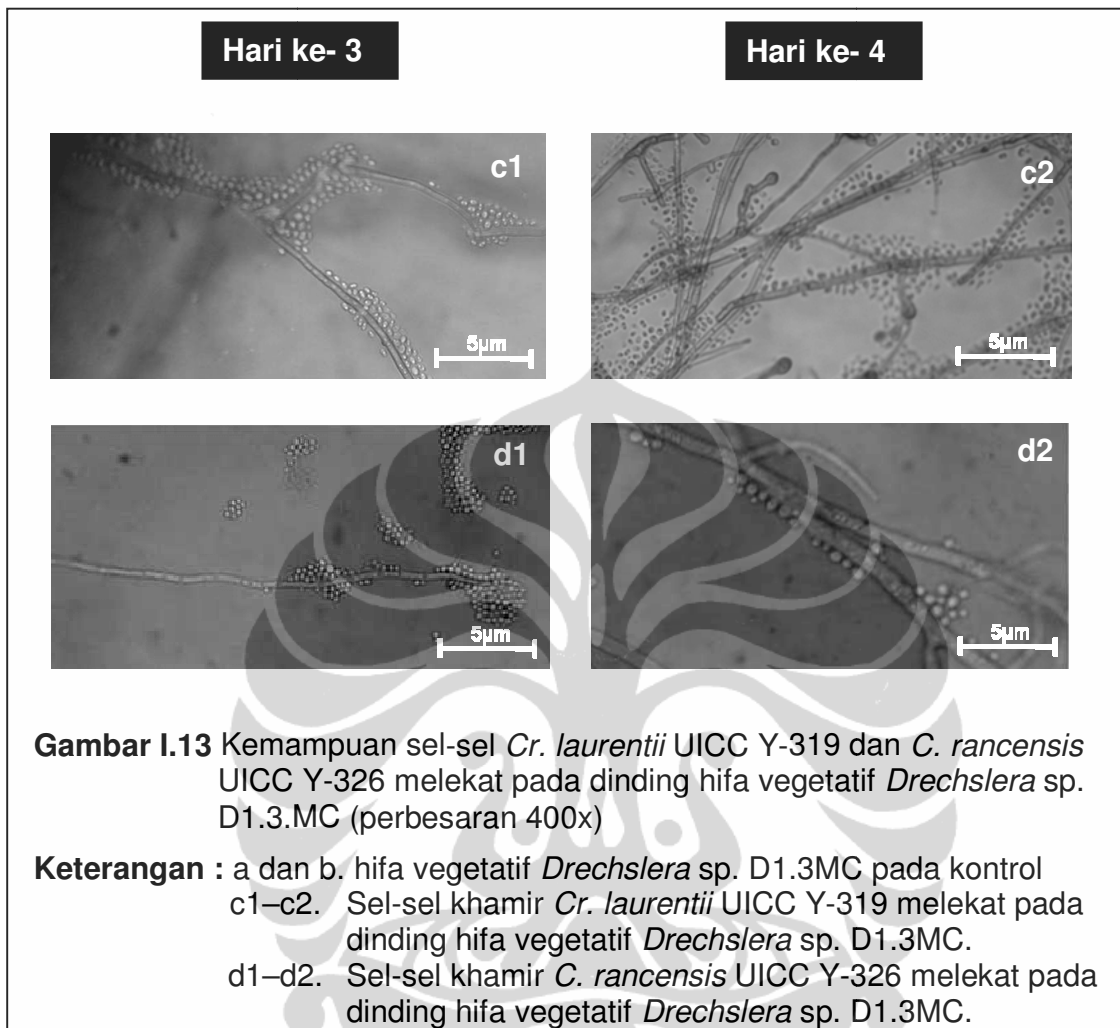 Hari ke- 3
Hari ke- 4
c1
c2
5µm
5µm
d1
d2
5µm
5µm
Gambar I.13 Kemampuan sel-sel Cr. laurentii UICC Y-319 dan C. rancensis
UICC Y-326 melekat pada dinding hifa vegetatif Drechslera sp.
D1.3.MC (perbesaran 400x)
Keterangan : a dan b. hifa vegetatif Drechslera sp. D1.3MC pada kontrol
c1–c2. Sel-sel khamir Cr. laurentii UICC Y-319 melekat pada
dinding hifa vegetatif Drechslera sp. D1.3MC.
d1–d2. Sel-sel khamir C. rancensis UICC Y-326 melekat pada
dinding hifa vegetatif Drechslera sp. D1.3MC.